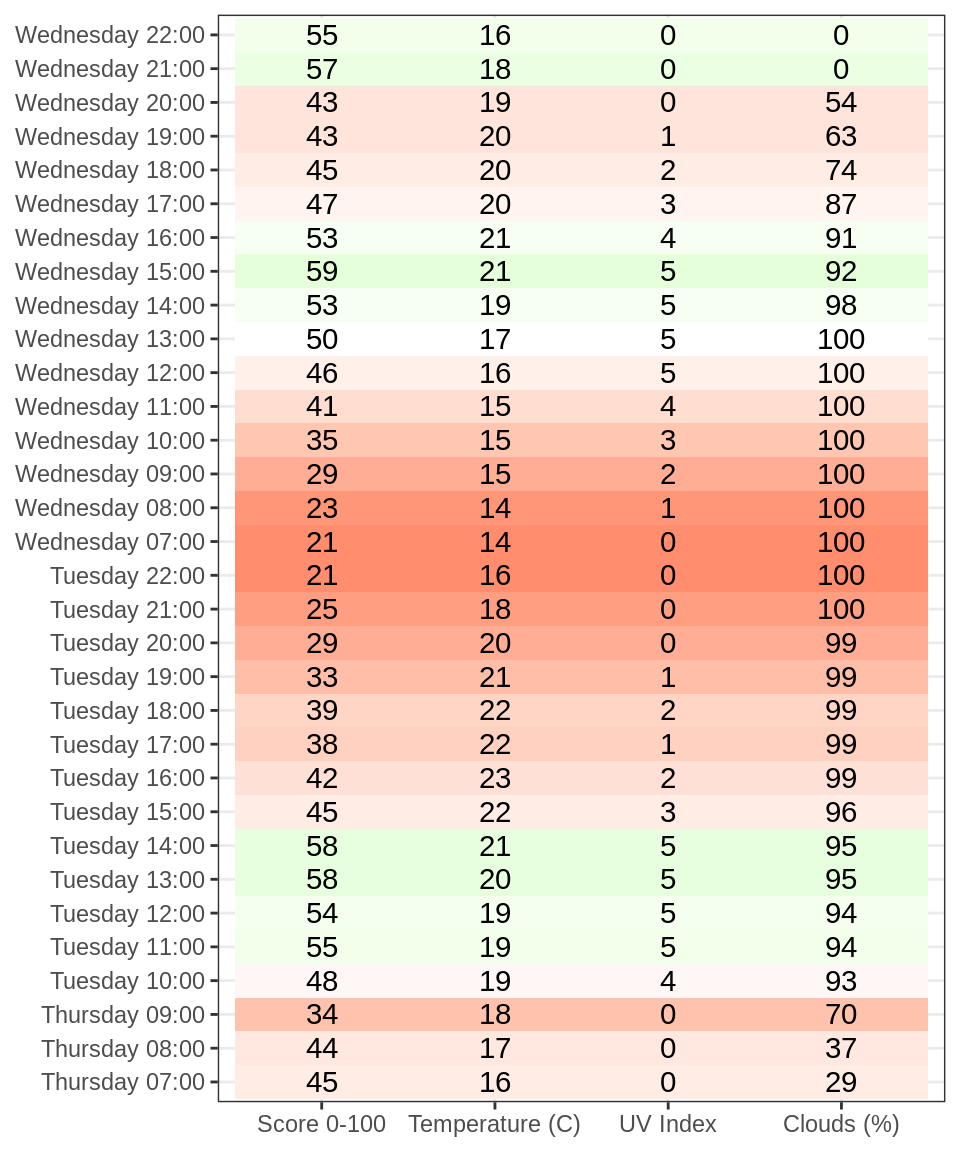 Wednesday 22:00 55 16 0 0
Wednesday 21:00 57 18 0 0
Wednesday 20:00 43 19 0 54
Wednesday 19:00 43 20 1 63
Wednesday 18:00 45 20 2 74
Wednesday 17:00 47 20 3 87
Wednesday 16:00 53 21 4 91
Wednesday 15:00 59 21 5 92
Wednesday 14:00 53 19 5 98
Wednesday 13:00 50 17 5 100
Wednesday 12:00 46 16 5 100
Wednesday 11:00 41 15 4 100
Wednesday 10:00 35 15 3 100
Wednesday 09:00 29 15 2 100
Wednesday 08:00 23 14 1 100
Wednesday 07:00 21 14 0 100
Tuesday 22:00 21 16 0 100
Tuesday 21:00 25 18 0 100
Tuesday 20:00 29 20 0 99
Tuesday 19:00 33 21 1 99
Tuesday 18:00 39 22 2 99
Tuesday 17:00 38 22 1 99
Tuesday 16:00 42 23 2 99
Tuesday 15:00 45 22 3 96
Tuesday 14:00 58 21 5 95
Tuesday 13:00 58 20 5 95
Tuesday 12:00 54 19 5 94
Tuesday 11:00 55 19 5 94
Tuesday 10:00 48 19 4 93
Thursday 09:00 34 18 0 70
Thursday 08:00 44 17 0 37
Thursday 07:00 45 16 0 29
Score 0-100 Temperature (C) UV Index Clouds (%)